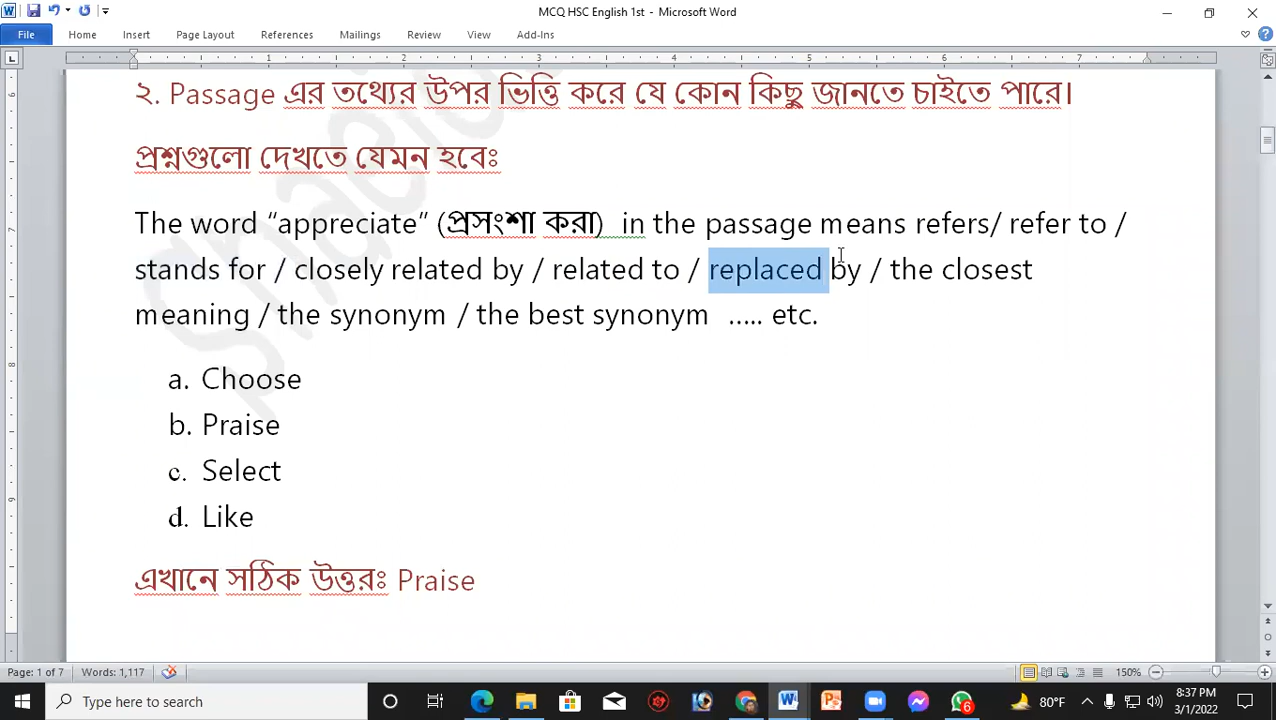 MCQ HSC English 1st - Microsoft Word
File Home Insert Page Layout References Mailings Review View Add-Ins
২. Passage এর তথ্যের উপর ভিত্তি করে যে কোন কিছু জানতে চাইতে পারে।
প্রশ্নগুলো দেখতে যেমন হবেঃ
The word “appreciate” (প্রসংশা করা) in the passage means refers/ refer to /
stands for / closely related by / related to / replaced by / the closest
meaning / the synonym / the best synonym ….. etc.
a. Choose
b. Praise
c. Select
d. Like
এখানে সঠিক উত্তরঃ Praise
Page: 1 of 7 Words: 1,117 150%
Type here to search 80°F 8:37 PM
3/1/2022